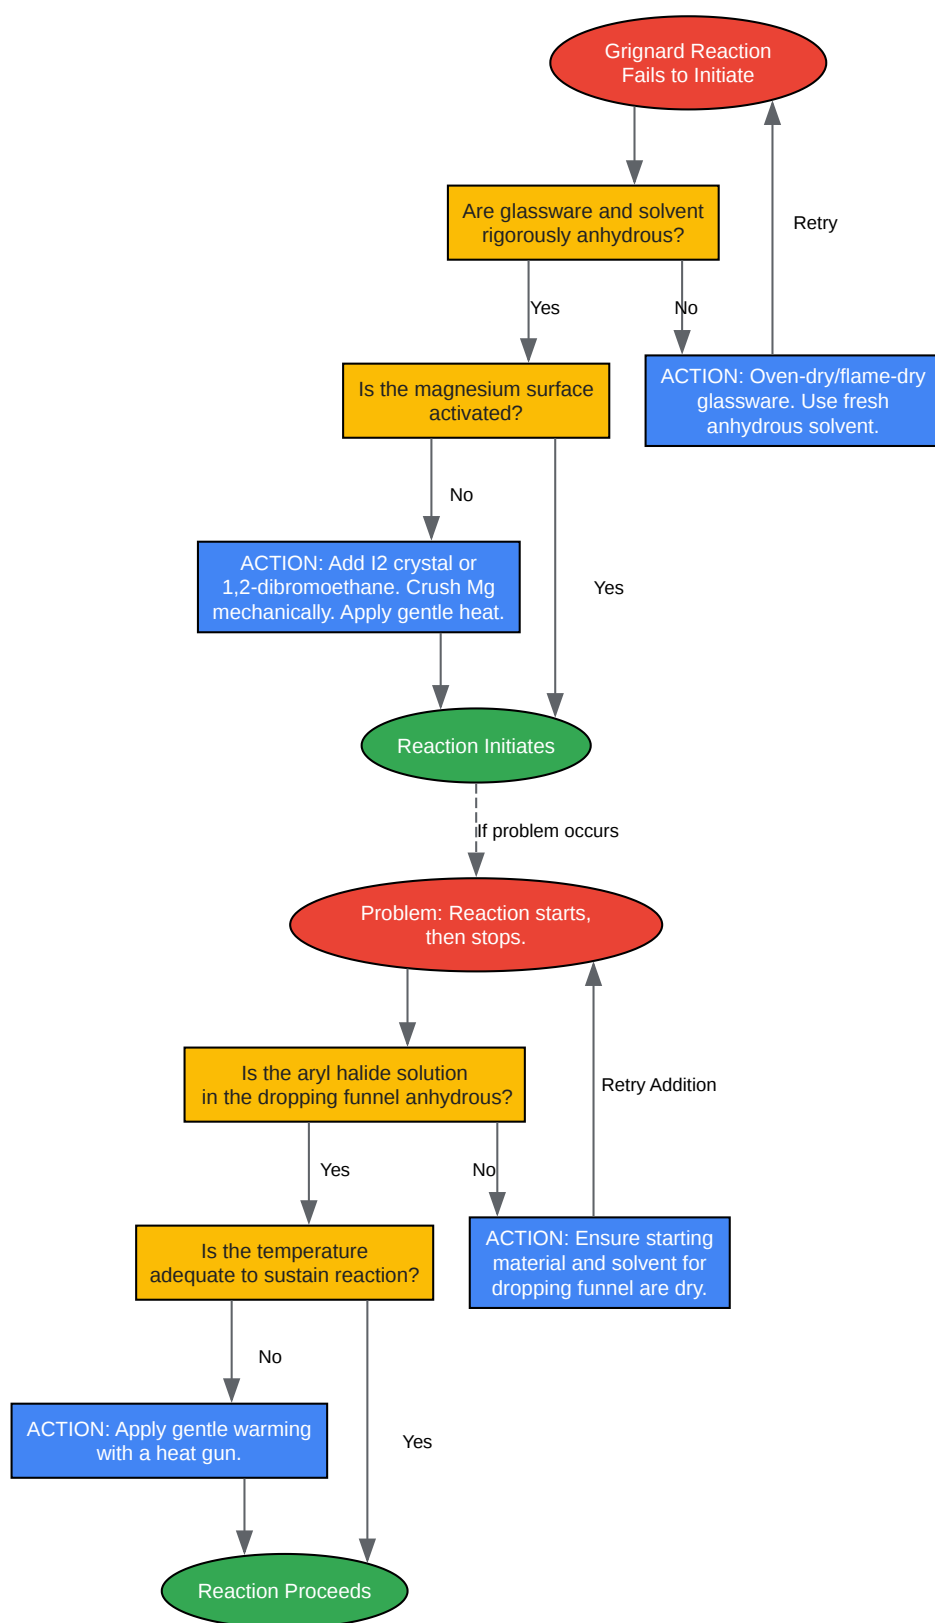 Grignard Reaction
Fails to Initiate
Retry
Are glassware and solvent
rigorously anhydrous?
Yes
No
Is the magnesium surface
activated?
ACTION: Oven-dry/flame-dry
glassware. Use fresh
anhydrous solvent.
No
Yes
ACTION: Add I2 crystal or
1,2-dibromoethane. Crush Mg
mechanically. Apply gentle heat.
Reaction Initiates
If problem occurs
Problem: Reaction starts,
then stops.
Is the aryl halide solution
in the dropping funnel anhydrous?
Retry Addition
Yes
No
Is the temperature
adequate to sustain reaction?
ACTION: Ensure starting
material and solvent for
dropping funnel are dry.
No
Yes
ACTION: Apply gentle warming
with a heat gun.
Reaction Proceeds